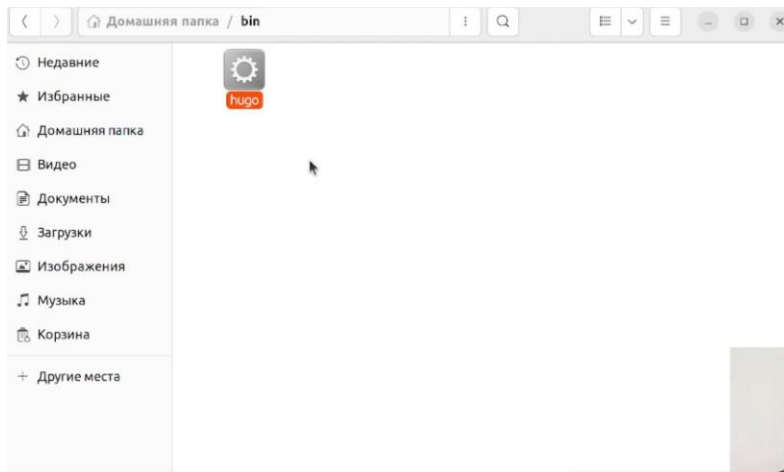 Домашняя папка / bin
Недавние
hugo
Избранные
Домашняя папка
Видео
Документы
Загрузки
Изображения
Музыка
Корзина
+ Другие места